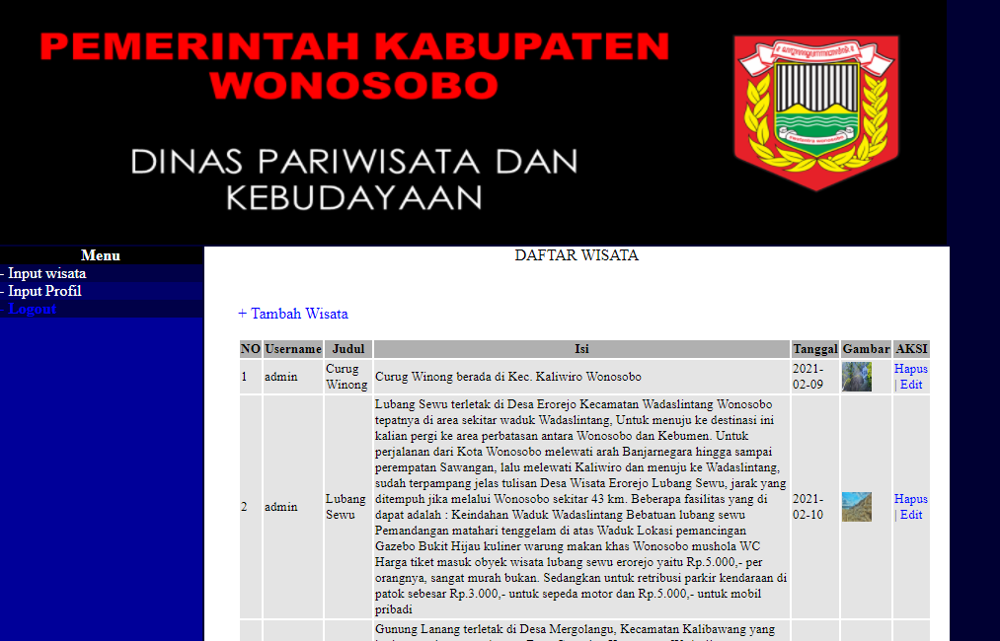 PEMERINTAH KABUPATEN
WONOSOBO
DINAS PARIWISATA DAN
KEBUDAYAAN
Menu
- Input wisata
- Input Profil
- Logout
DAFTAR WISATA
+ Tambah Wisata
NO Username Judul Isi Tanggal Gambar AKSI
1 admin Curug Winong Curug Winong berada di Kec. Kaliwiro Wonosobo 2021-02-09 Hapus | Edit
2 admin Lubang Sewu
Lubang Sewu terletak di Desa Erorejo Kecamatan Wadaslintang Wonosobo
tepatnya di area sekitar waduk Wadaslintang, Untuk menuju ke destinasi ini
kalian pergi ke area perbatasan antara Wonosobo dan Kebumen. Untuk
perjalanan dari Kota Wonosobo melewati arah Banjarnegara hingga sampai
perempatan Sawangan, lalu melewati Kaliwiro dan menuju ke Wadaslintang,
sudah terpampang jelas tulisan Desa Wisata Erorejo Lubang Sewu, jarak yang
ditempuh jika melalui Wonosobo sekitar 43 km. Beberapa fasilitas yang di
dapat adalah : Keindahan Waduk Wadaslintang Bebatuan lubang sewu
Pemandangan matahari tenggelam di atas Waduk Lokasi pemancingan
Gazebo Bukit Hijau kuliner warung makan khas Wonosobo mushola WC
Harga tiket masuk obyek wisata lubang sewu erorejo yaitu Rp.5.000,- per
orangnya, sangat murah bukan. Sedangkan untuk retribusi parkir kendaraan di
patok sebesar Rp.3.000,- untuk sepeda motor dan Rp.5.000,- untuk mobil
pribadi
2021-02-10 Hapus | Edit
Gunung Lanang terletak di Desa Mergolangu, Kecamatan Kalibawang yang